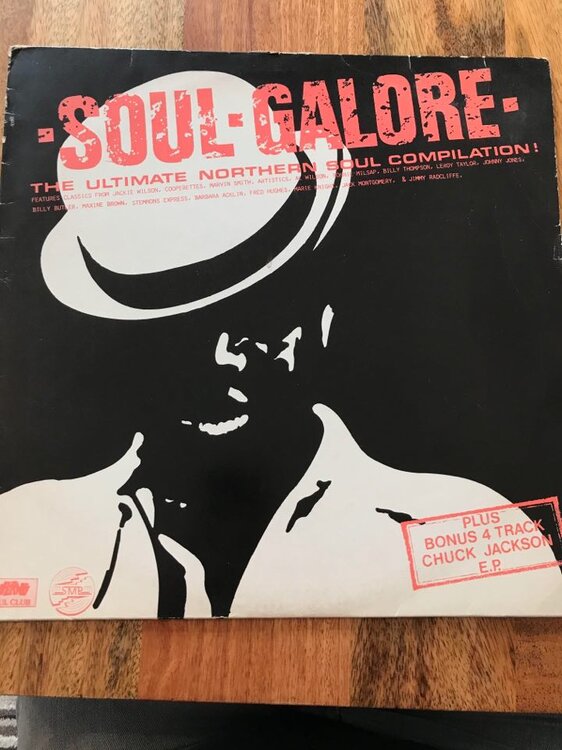 -SOUL-GALORE-
THE ULTIMATE NORTHERN SOUL COMPILATION!
FEATURES CLASSICS FROM JACKIE WILSON, COOPERETTES, MARVIN SMITH, ARTISTICS, AL WILSON, RONNIE MILSAP, BILLY THOMPSON, LEROY TAYLOR, JOHNNY JONES,
BILLY BUTLER, MAXINE BROWN, STEMMONS EXPRESS, BARBARA ACKLIN, FRED HUGHES, MARIE KNIGHT, JACK MONTGOMERY, & JIMMY RADCLIFFE.
PLUS
BONUS 4 TRACK
CHUCK JACKSON
E.P.
UL CLUB
SMP